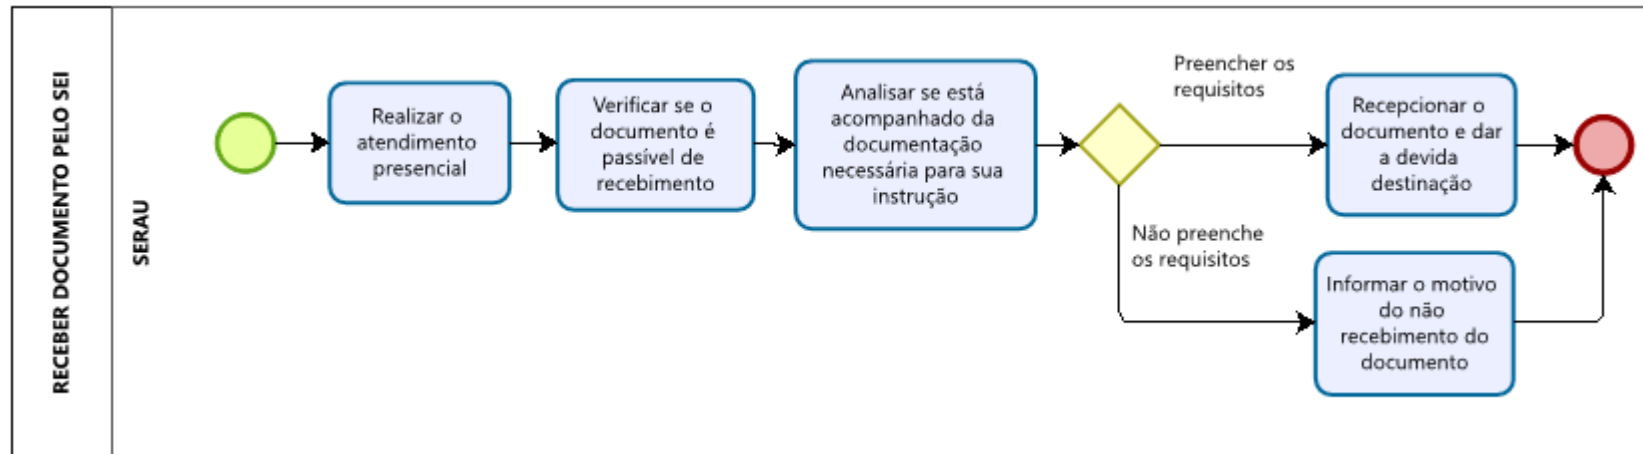 RECEBER DOCUMENTO PELO SEI
SERAU
Realizar o
atendimento
presencial
Verificar se o
documento é
passível de
recebimento
Analisar se está
acompanhado da
documentação
necessária para sua
instrução
Preencher os
requisitos
Recepcionar o
documento e dar
a devida
destinação
Não preenche
os requisitos
Informar o motivo
do não
recebimento do
documento